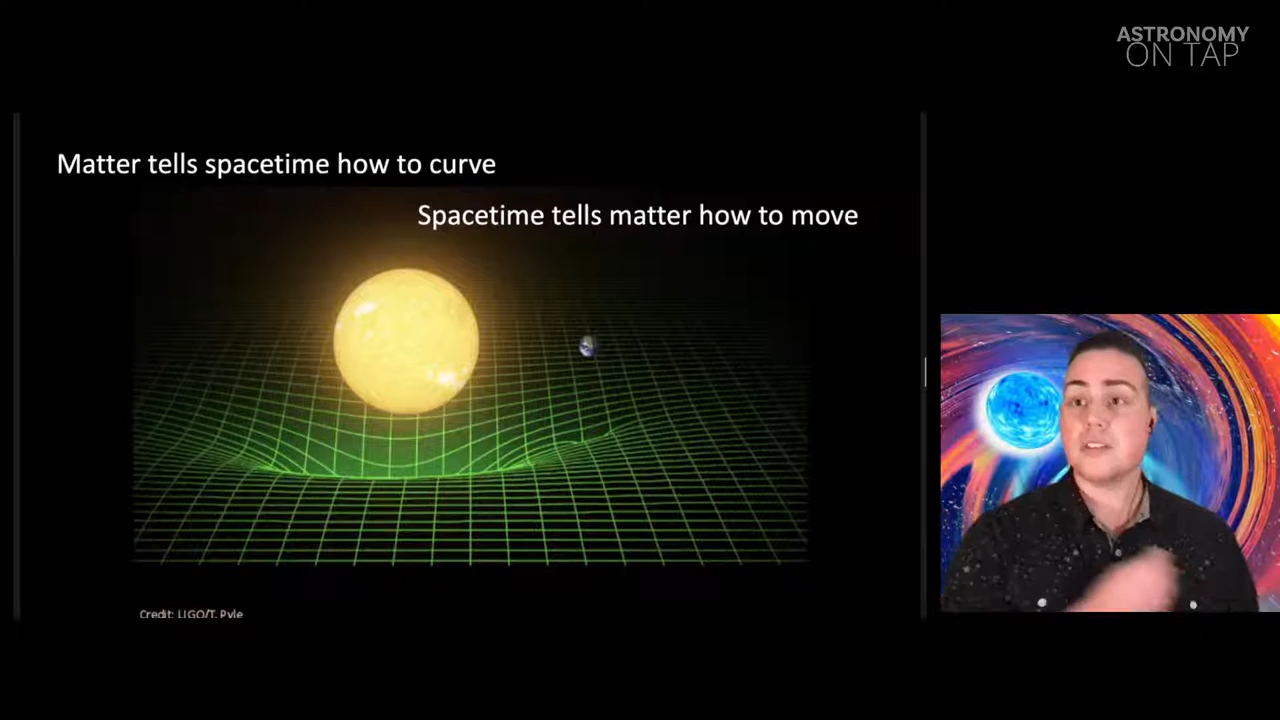 ASTRONOMY
ON TAP
Matter tells spacetime how to curve
Spacetime tells matter how to move
Credit: LIGO/T. Pyle